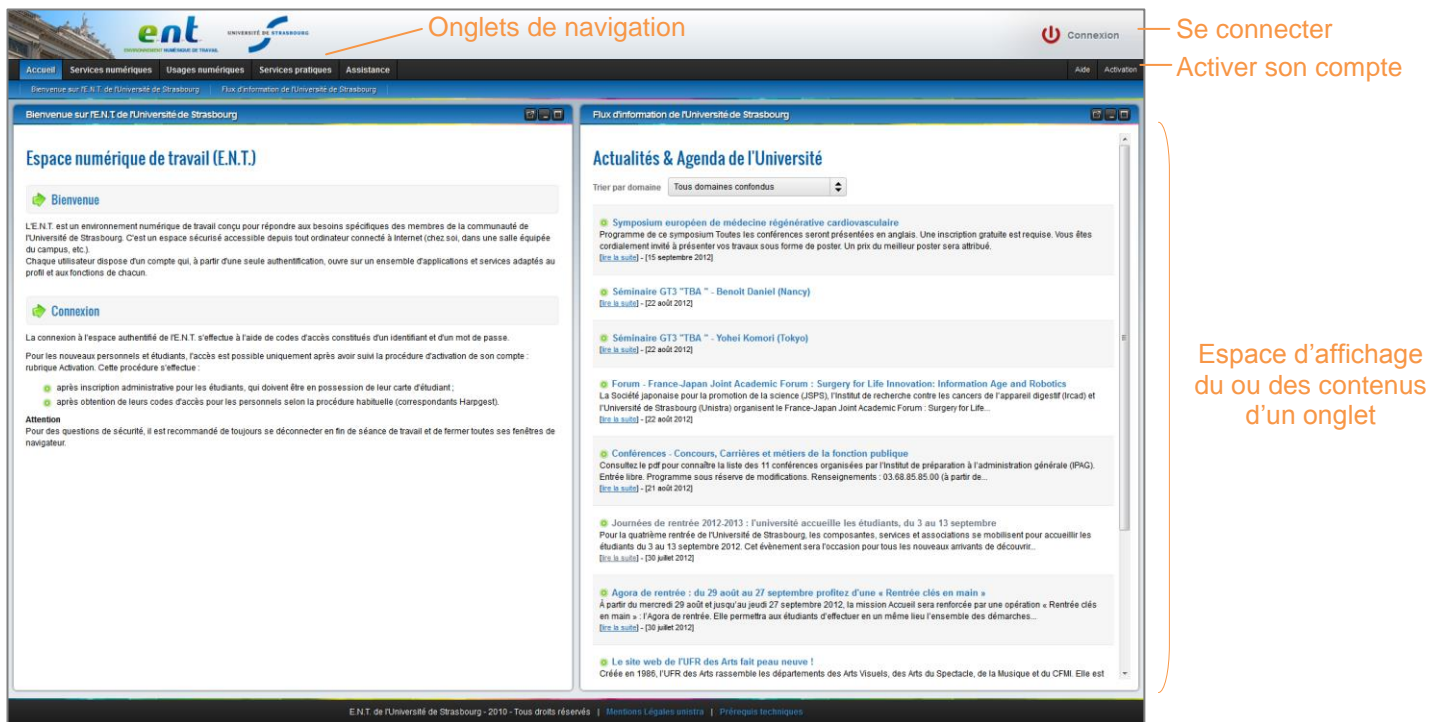 ent
ENVIRONNEMENT NUMÉRIQUE DE TRAVAIL
UNIVERSITÉ DE STRASBOURG
Onglets de navigation
Connexion
Se connecter
Accueil Services numériques Usages numériques Services pratiques Assistance
Aide Activation
Activer son compte
Bienvenue sur l'E.N.T. de l'Université de Strasbourg Flux d'information de l'Université de Strasbourg
Bienvenue sur l'E.N.T de l'Université de Strasbourg
Espace numérique de travail (E.N.T.)
Bienvenue
L'E.N.T. est un environnement numérique de travail conçu pour répondre aux besoins spécifiques des membres de la communauté de
l'Université de Strasbourg. C'est un espace sécurisé accessible depuis tout ordinateur connecté à Internet (chez soi, dans une salle équipée
du campus, etc.).
Chaque utilisateur dispose d'un compte qui, à partir d'une seule authentification, ouvre sur un ensemble d'applications et services adaptés au
profil et aux fonctions de chacun.
Connexion
La connexion à l'espace authentifié de l'E.N.T. s'effectue à l'aide de codes d'accès constitués d'un identifiant et d'un mot de passe.
Pour les nouveaux personnels et étudiants, l'accès est possible uniquement après avoir suivi la procédure d'activation de son compte :
rubrique Activation. Cette procédure s'effectue :
après inscription administrative pour les étudiants, qui doivent être en possession de leur carte d'étudiant ;
après obtention de leurs codes d'accès pour les personnels selon la procédure habituelle (correspondants Harpgest).
Attention
Pour des questions de sécurité, il est recommandé de toujours se déconnecter en fin de séance de travail et de fermer toutes ses fenêtres de
navigateur.
Flux d'information de l'Université de Strasbourg
Actualités & Agenda de l'Université
Trier par domaine Tous domaines confondus
Symposium européen de médecine régénérative cardiovasculaire
Programme de ce symposium Toutes les conférences seront présentées en anglais. Une inscription gratuite est requise. Vous êtes
cordialement invité à présenter vos travaux sous forme de poster. Un prix du meilleur poster sera attribué.
[lire la suite] - [15 septembre 2012]
Séminaire GT3 "TBA " - Benoît Daniel (Nancy)
[lire la suite] - [22 août 2012]
Séminaire GT3 "TBA " - Yohei Komori (Tokyo)
[lire la suite] - [22 août 2012]
Forum - France-Japan Joint Academic Forum : Surgery for Life Innovation: Information Age and Robotics
La Société japonaise pour la promotion de la science (JSPS), l'Institut de recherche contre les cancers de l'appareil digestif (Ircad) et
l'Université de Strasbourg (Unistra) organisent le France-Japan Joint Academic Forum : Surgery for Life...
[lire la suite] - [22 août 2012]
Conférences - Concours, Carrières et métiers de la fonction publique
Consultez le pdf pour connaître la liste des 11 conférences organisées par l'Institut de préparation à l'administration générale (IPAG).
Entrée libre. Programme sous réserve de modifications. Renseignements : 03.68.85.85.00 (à partir de...
[lire la suite] - [21 août 2012]
Journées de rentrée 2012-2013 : l'université accueille les étudiants, du 3 au 13 septembre
Pour la quatrième rentrée de l'Université de Strasbourg, les composantes, services et associations se mobilisent pour accueillir les
étudiants du 3 au 13 septembre 2012. Cet évènement sera l'occasion pour tous les nouveaux arrivants de découvrir...
[lire la suite] - [30 juillet 2012]
Agora de rentrée : du 29 août au 27 septembre profitez d'une « Rentrée clés en main »
À partir du mercredi 29 août et jusqu'au jeudi 27 septembre 2012, la mission Accueil sera renforcée par une opération « Rentrée clés
en main » : l'Agora de rentrée. Elle permettra aux étudiants d'effectuer en un même lieu l'ensemble des démarches...
[lire la suite] - [30 juillet 2012]
Le site web de l'UFR des Arts fait peau neuve !
Créée en 1986, l'UFR des Arts rassemble les départements des Arts Visuels, des Arts du Spectacle, de la Musique et du CFMI. Elle est
Espace d'affichage
du ou des contenus
d'un onglet
E.N.T. de l'Université de Strasbourg - 2010 - Tous droits réservés | Mentions Légales unistra | Prérequis techniques